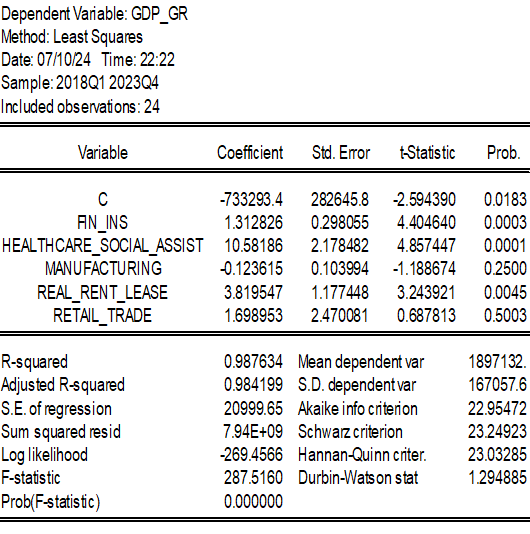 Dependent Variable: GDP_GR
Method: Least Squares
Date: 07/10/24 Time: 22:22
Sample: 2018Q1 2023Q4
Included observations: 24
Variable Coefficient Std. Error t-Statistic Prob.
C -733293.4 282645.8 -2.594390 0.0183
FIN_INS 1.312826 0.298055 4.404640 0.0003
HEALTHCARE_SOCIAL_ASSIST 10.58186 2.178482 4.857447 0.0001
MANUFACTURING -0.123615 0.103994 -1.188674 0.2500
REAL_RENT_LEASE 3.819547 1.177448 3.243921 0.0045
RETAIL_TRADE 1.698953 2.470081 0.687813 0.5003
R-squared 0.987634 Mean dependent var 1897132.
Adjusted R-squared 0.984199 S.D. dependent var 167057.6
S.E. of regression 20999.65 Akaike info criterion 22.95472
Sum squared resid 7.94E+09 Schwarz criterion 23.24923
Log likelihood -269.4566 Hannan-Quinn criter. 23.03285
F-statistic 287.5160 Durbin-Watson stat 1.294885
Prob(F-statistic) 0.000000